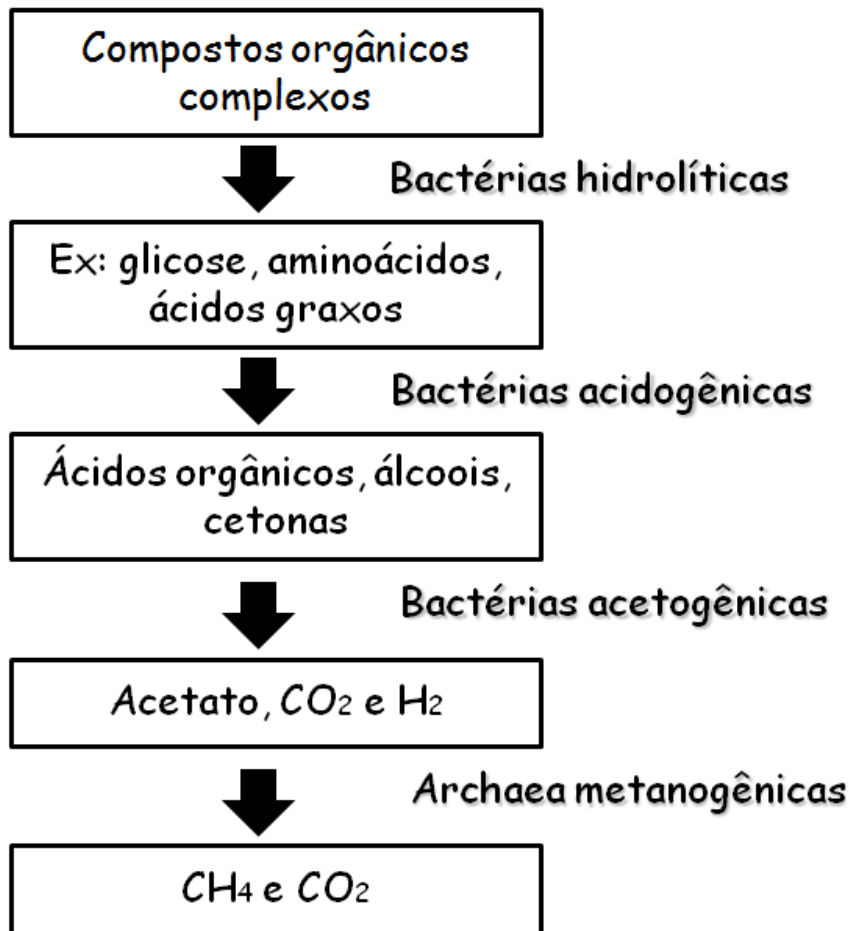 Compostos orgânicos
complexos
Bactérias hidrolíticas
Ex: glicose, aminoácidos,
ácidos graxos
Bactérias acidogênicas
Ácidos orgânicos, álcoois,
cetonas
Bactérias acetogênicas
Acetato, CO₂ e H₂
Archaea metanogênicas
CH₄ e CO₂